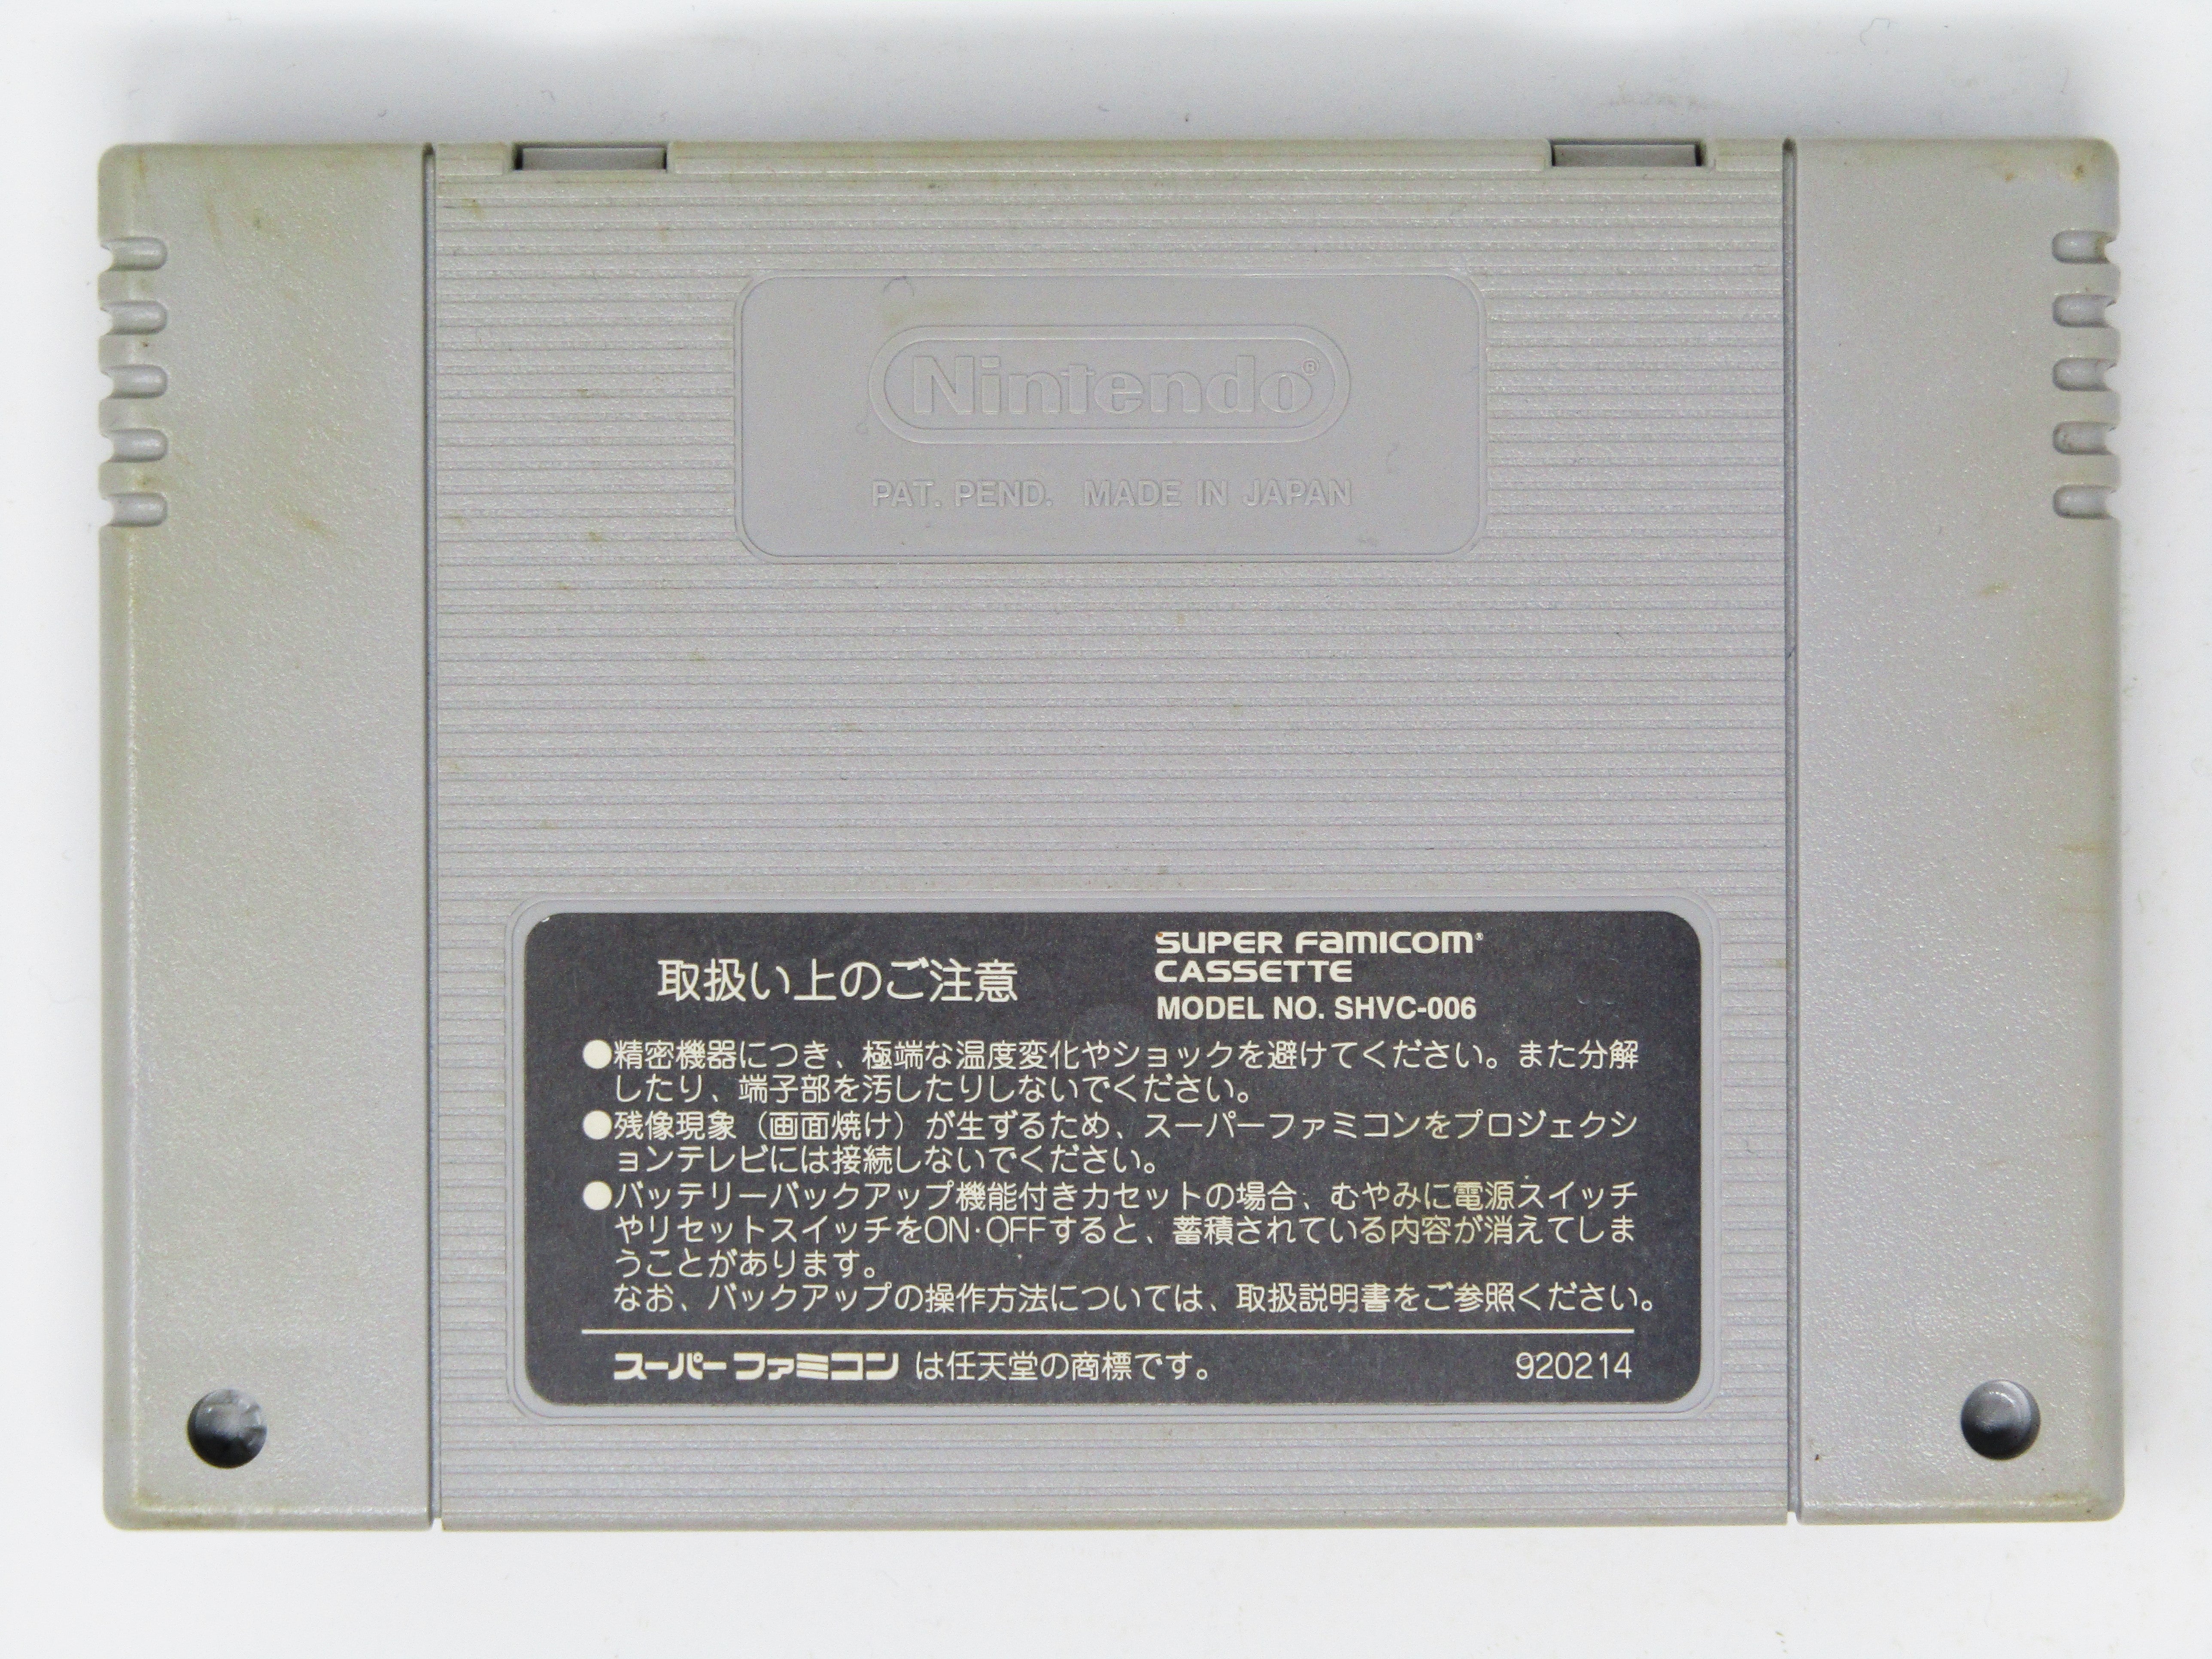 Nintendo®
PAT. PEND. MADE IN JAPAN
取扱い上のご注意
SUPER FAMICOM®
CASSETTE
MODEL NO. SHVC-006
●精密機器につき、極端な温度変化やショックを避けてください。また分解
したり、端子部を汚したりしないでください。
●残像現象（画面焼け）が生ずるため、スーパーファミコンをプロジェクシ
ョンテレビには接続しないでください。
●バッテリーバックアップ機能付きカセットの場合、むやみに電源スイッチ
やリセットスイッチをON·OFFすると、蓄積されている内容が消えてしま
うことがあります。
なお、バックアップの操作方法については、取扱説明書をご参照ください。
スーパーファミコン は任天堂の商標です。
920214